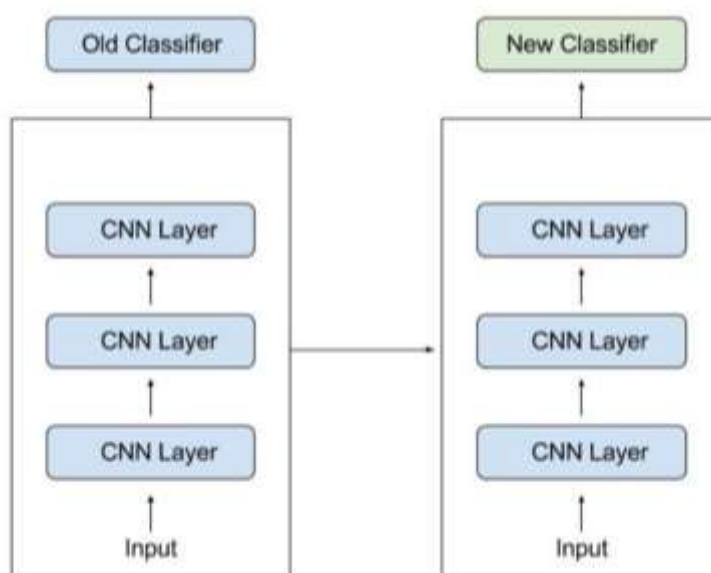 Old Classifier
CNN Layer
CNN Layer
CNN Layer
Input
New Classifier
CNN Layer
CNN Layer
CNN Layer
Input